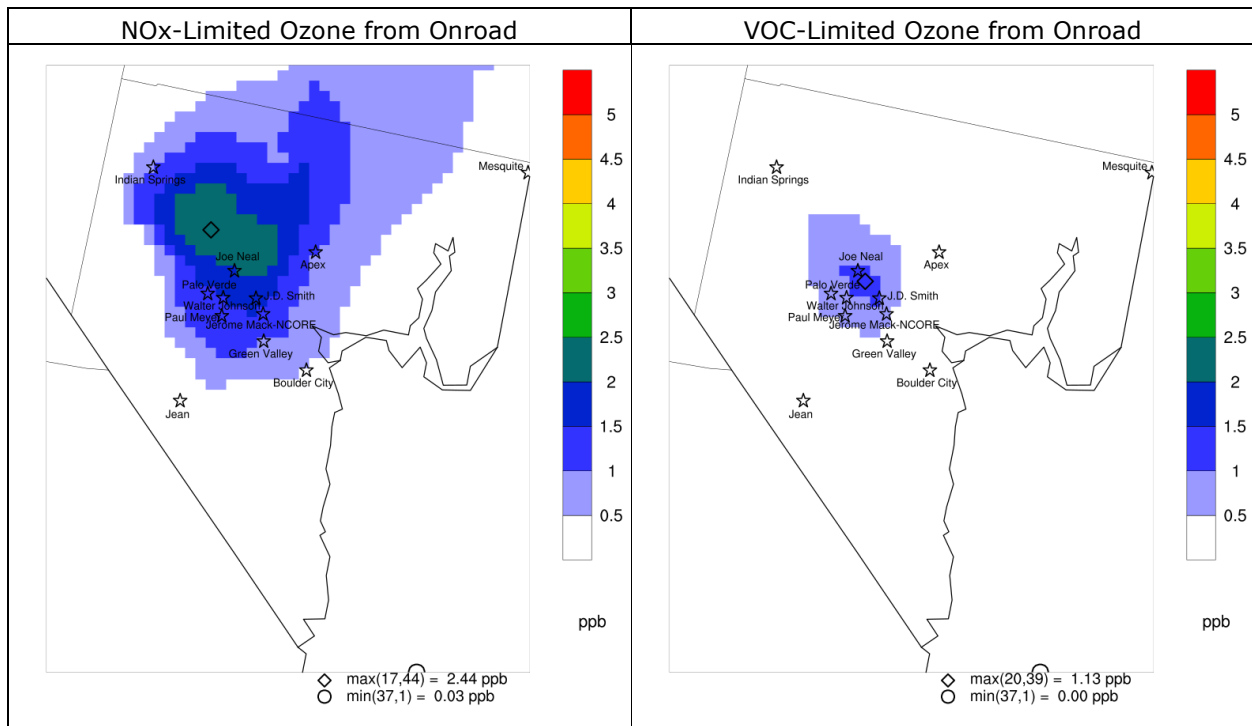 NOx-Limited Ozone from Onroad
VOC-Limited Ozone from Onroad
Indian Springs
Mesquite
Joe Neal
Apex
Palo Verde
J.D. Smith
Walter Johnson
Paul Meyer
Jerome Mack-NCORE
Green Valley
Boulder City
Jean
5
4.5
4
3.5
3
2.5
2
1.5
1
0.5
ppb
max(17,44) = 2.44 ppb
min(37,1) = 0.03 ppb
Indian Springs
Mesquite
Joe Neal
Apex
Palo Verde
J.D. Smith
Walter Johnson
Paul Meyer
Jerome Mack-NCORE
Green Valley
Boulder City
Jean
5
4.5
4
3.5
3
2.5
2
1.5
1
0.5
ppb
max(20,39) = 1.13 ppb
min(37,1) = 0.00 ppb